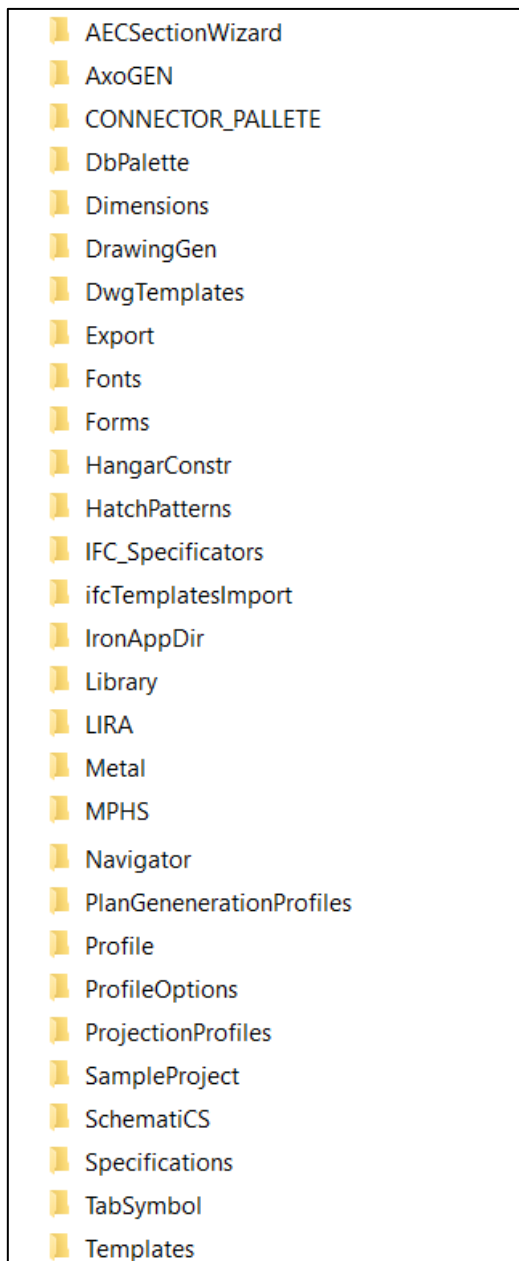 AECSectionWizard
AxoGEN
CONNECTOR_PALLETE
DbPalette
Dimensions
DrawingGen
DwgTemplates
Export
Fonts
Forms
HangarConstr
HatchPatterns
IFC_Specificators
ifcTemplatesImport
IronAppDir
Library
LIRA
Metal
MPHS
Navigator
PlanGenenerationProfiles
Profile
ProfileOptions
ProjectionProfiles
SampleProject
SchematiCS
Specifications
TabSymbol
Templates